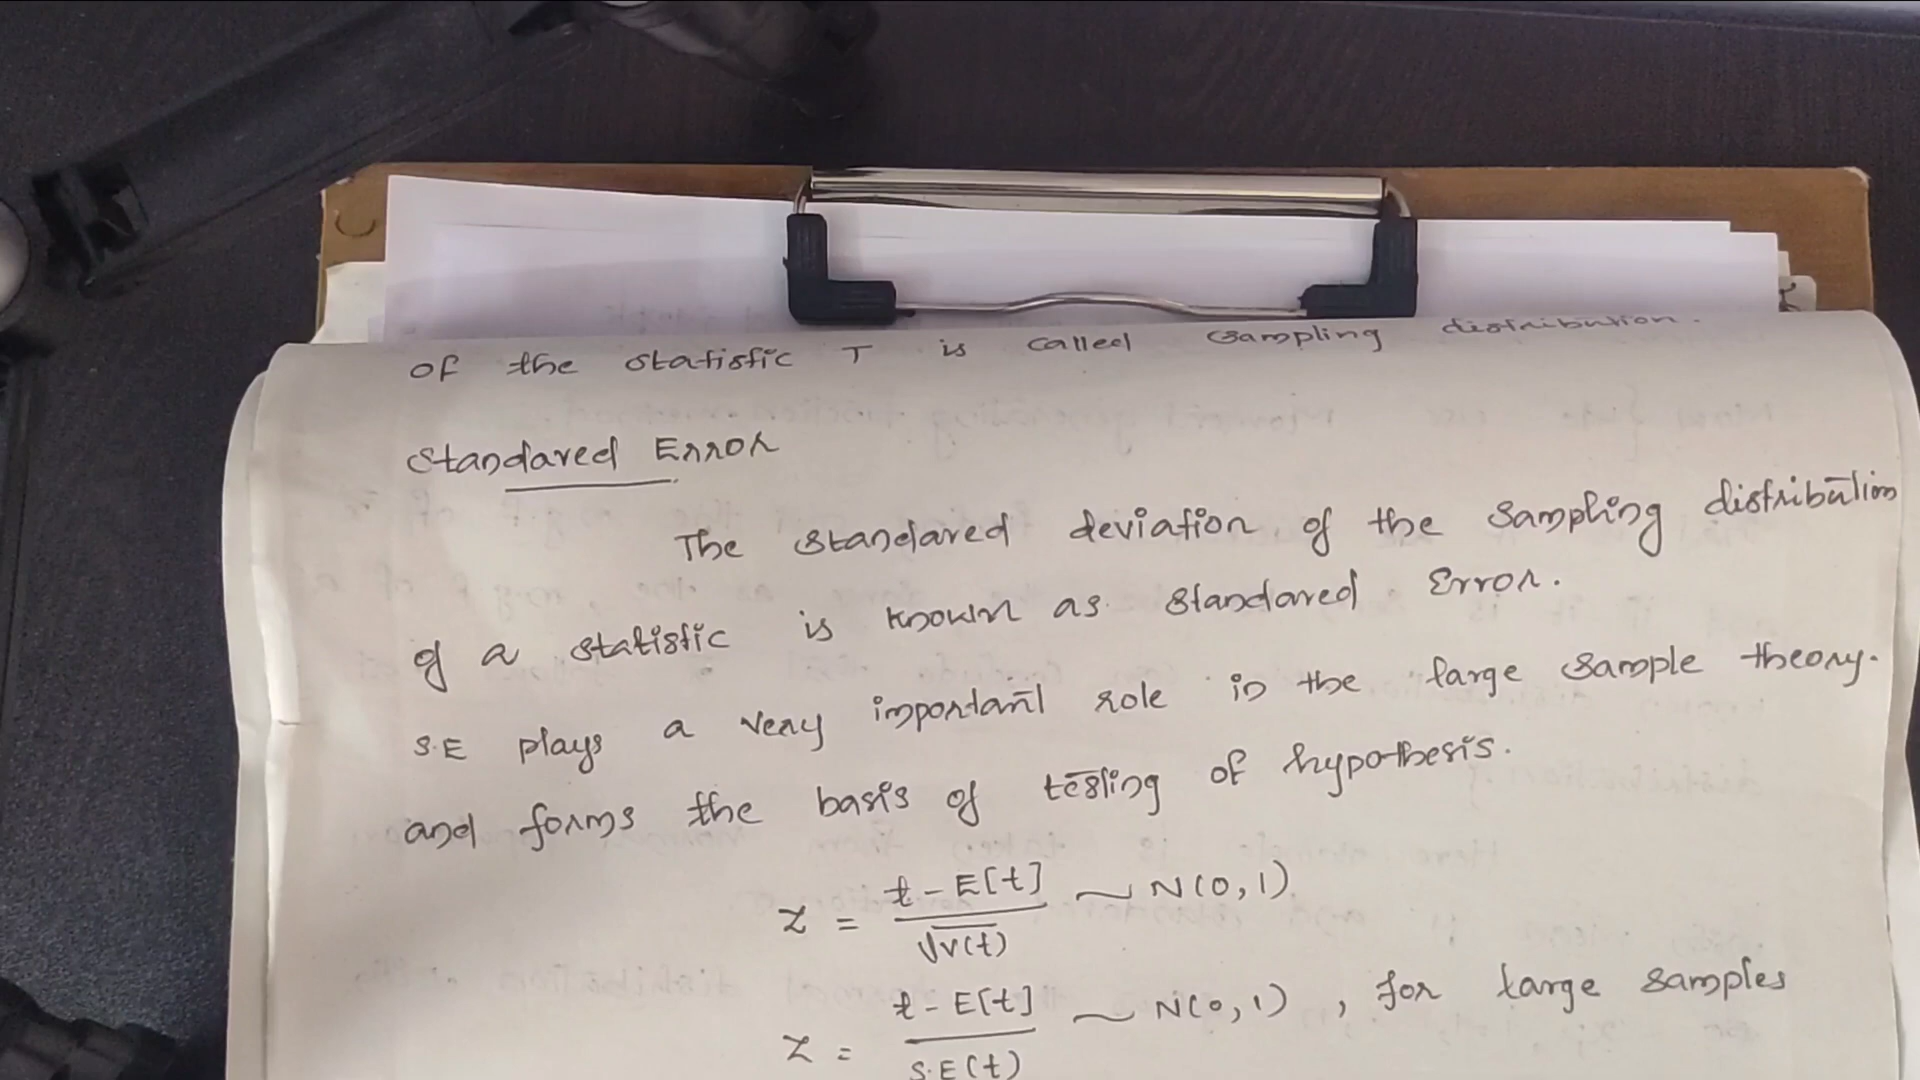 of the statistic T is called sampling distribution.
Standared Error
The standared deviation of the sampling distribution
of a statistic is known as standared Error.
S.E plays a very important role in the large sample theory.
and forms the basis of testing of hypothesis.
Z = (t - E[t]) / √V(t) ~ N(0,1)
Z = (t - E[t]) / S.E(t) ~ N(0,1), for large samples